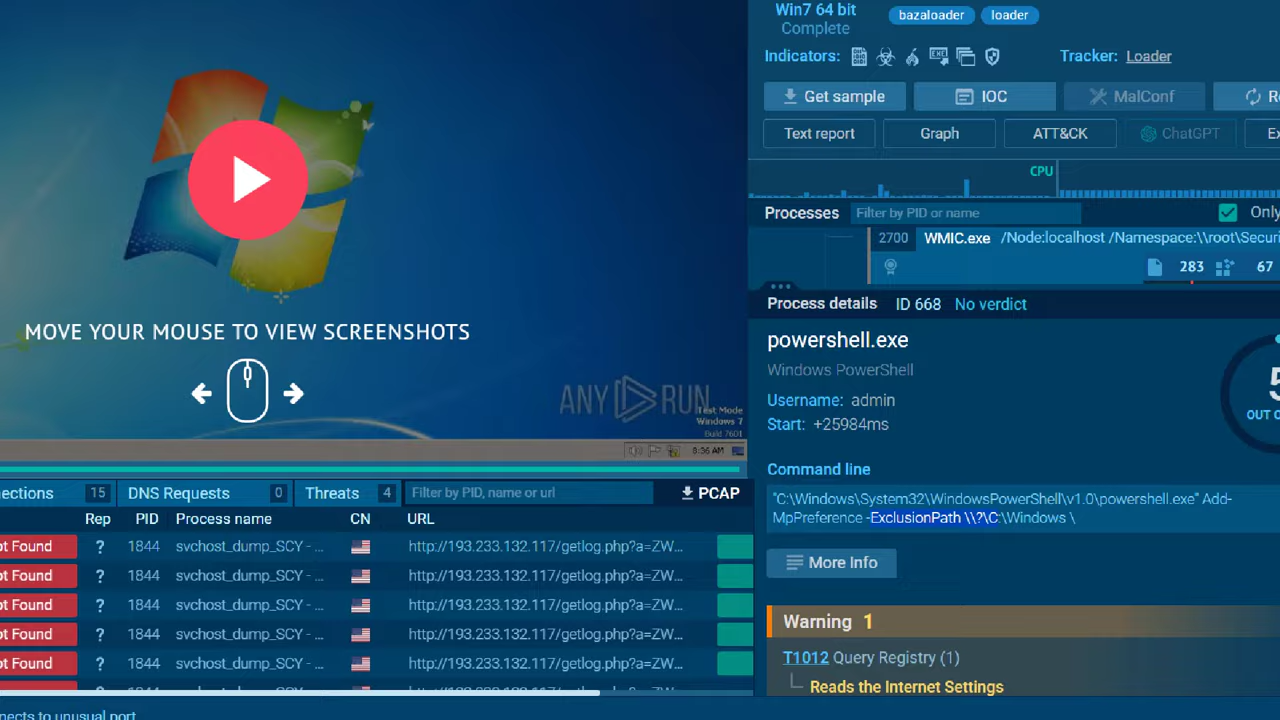 Win7 64 bit
bazaloader
loader
Complete
Indicators:
Tracker: Loader
Get sample
IOC
MalConf
Text report
Graph
ATT&CK
ChatGPT
CPU
Processes
Filter by PID or name
Only
2700
WMIC.exe
/Node:localhost /Namespace:\\root\Securi
283
67
Process details
ID 668
No verdict
powershell.exe
Windows PowerShell
Username: admin
Start: +25984ms
OUT O
Command line
"C:\Windows\System32\WindowsPowerShell\v1.0\powershell.exe" Add-
MpPreference -ExclusionPath \\?\C:\Windows \
More Info
Warning 1
T1012 Query Registry (1)
Reads the Internet Settings
MOVE YOUR MOUSE TO VIEW SCREENSHOTS
ANY RUN
Test Mode
Windows 7
Build 7601
8:36 AM
ections 15
DNS Requests 0
Threats 4
Filter by PID, name or url
PCAP
Rep PID Process name CN URL
ot Found ? 1844 svchost_dump_SCY - ... http://193.233.132.117/getlog.php?a=ZW...
ot Found ? 1844 svchost_dump_SCY - ... http://193.233.132.117/getlog.php?a=ZW...
ot Found ? 1844 svchost_dump_SCY - ... http://193.233.132.117/getlog.php?a=ZW...
ot Found ? 1844 svchost_dump_SCY - ... http://193.233.132.117/getlog.php?a=ZW...
ot Found ? 1844 svchost_dump_SCY - ... http://193.233.132.117/getlog.php?a=ZW...
nects to unusual port